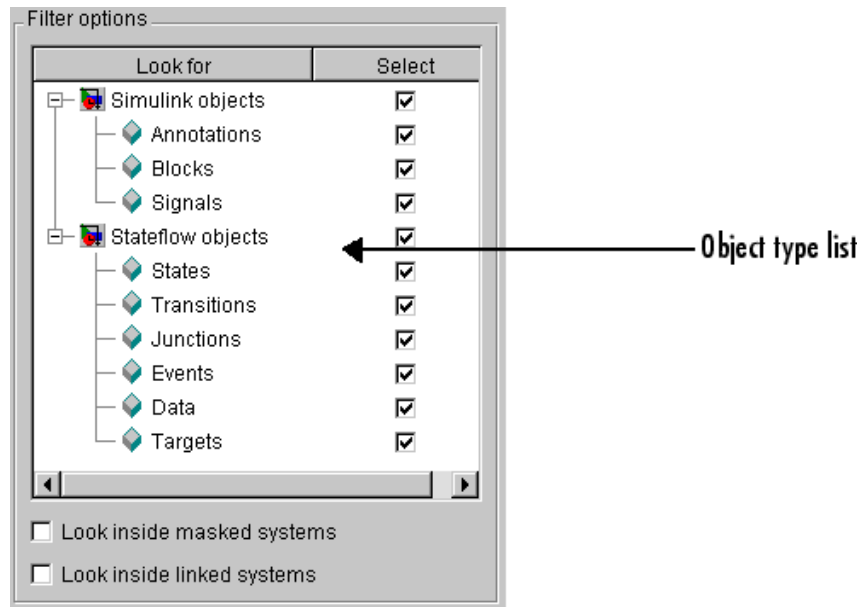 Filter options
Look for Select
Simulink objects
Annotations
Blocks
Signals
Stateflow objects
Object type list
States
Transitions
Junctions
Events
Data
Targets
Look inside masked systems
Look inside linked systems